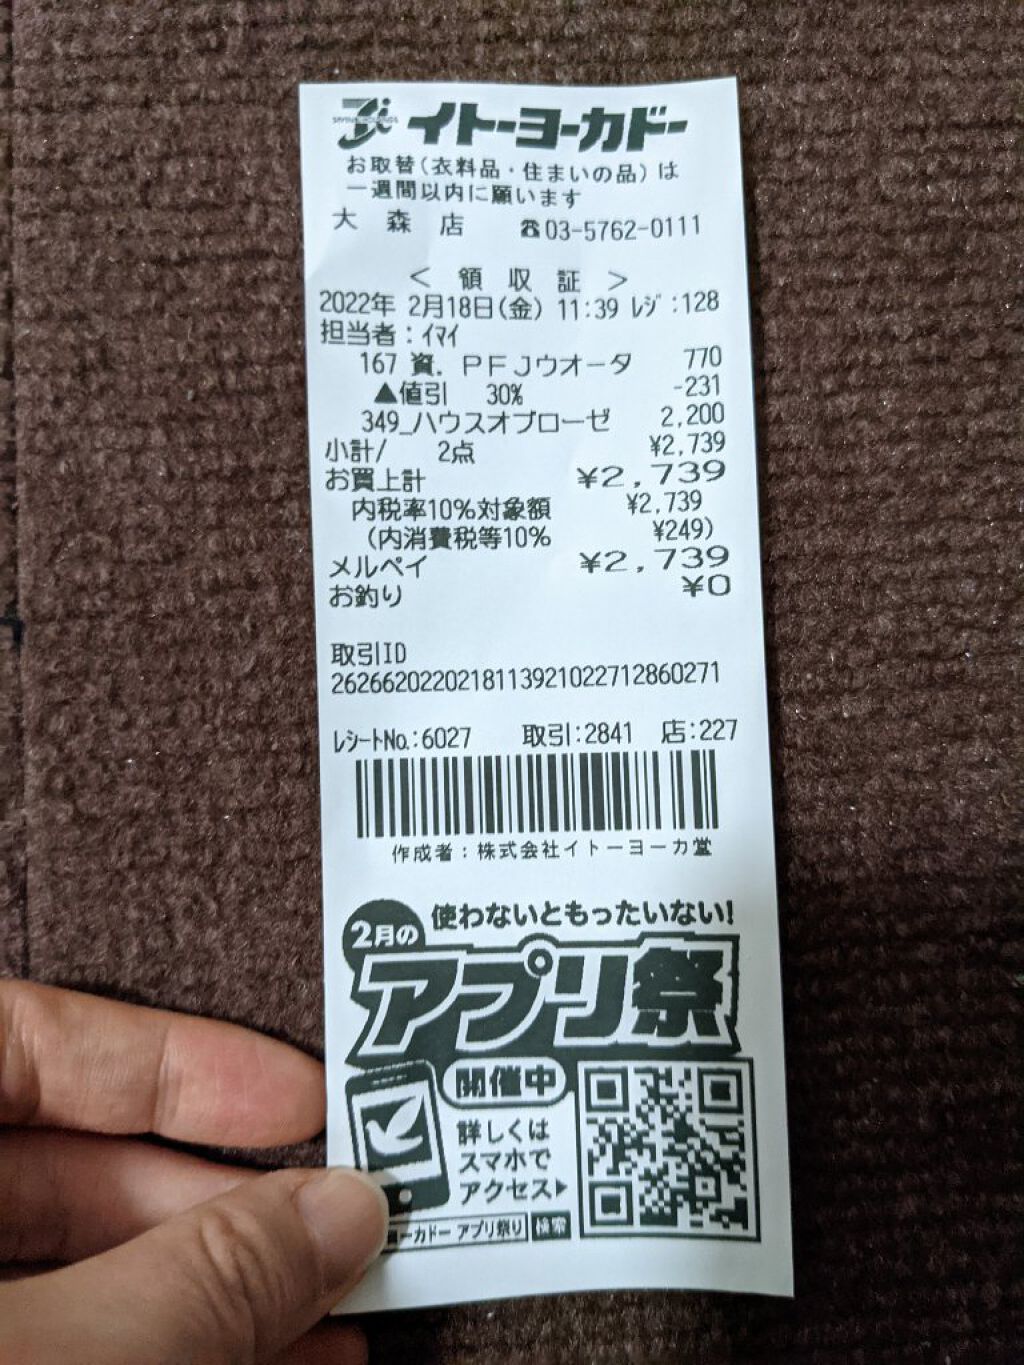 SEVEN&i HOLDINGS
イトーヨーカドー
お取替(衣料品・住まいの品)は
一週間以内に願います
大森店 ☎03-5762-0111
< 領収証 >
2022年 2月18日(金) 11:39 ﾚｼﾞ:128
担当者:ｲﾏｲ
167 資．ＰＦＪウオータ 770
▲値引 30% -231
349_ハウスオブローゼ 2,200
小計/ 2点 ¥2,739
お買上計 ¥2,739
内税率10%対象額 ¥2,739
(内消費税等10% ¥249)
メルペイ ¥2,739
お釣り ¥0
取引ID
2626620220218113921022712860271
ﾚｼｰﾄNo.:6027 取引:2841 店:227
作成者:株式会社イトーヨーカ堂
使わないともったいない!
2月の
アプリ祭
開催中
詳しくは
スマホで
アクセス▶
ーカドー アプリ祭り 検索